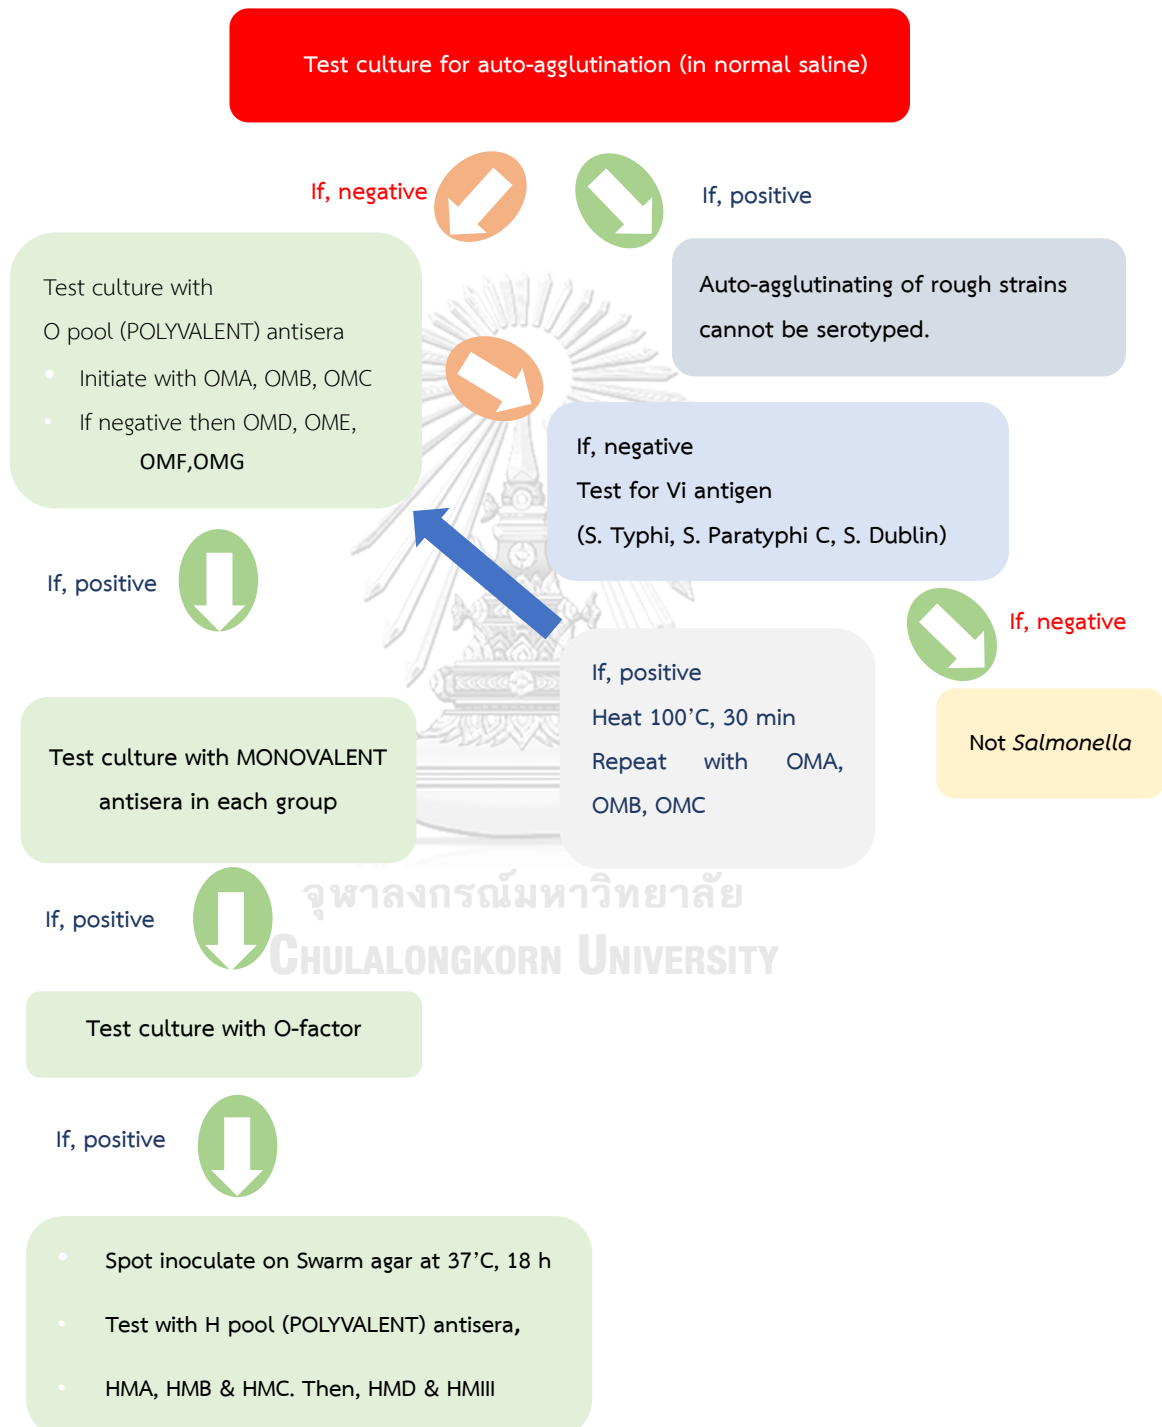 Test culture for auto-agglutination (in normal saline)
If, negative
If, positive
Test culture with
O pool (POLYVALENT) antisera
• Initiate with OMA, OMB, OMC
• If negative then OMD, OME,
OMF,OMG
Auto-agglutinating of rough strains
cannot be serotyped.
If, negative
Test for Vi antigen
(S. Typhi, S. Paratyphi C, S. Dublin)
If, positive
If, negative
If, positive
Heat 100'C, 30 min
Repeat with OMA,
OMB, OMC
Not Salmonella
Test culture with MONOVALENT
antisera in each group
จุฬาลงกรณ์มหาวิทยาลัย
CHULALONGKORN UNIVERSITY
If, positive
Test culture with O-factor
If, positive
• Spot inoculate on Swarm agar at 37'C, 18 h
• Test with H pool (POLYVALENT) antisera,
• HMA, HMB & HMC. Then, HMD & HMIII